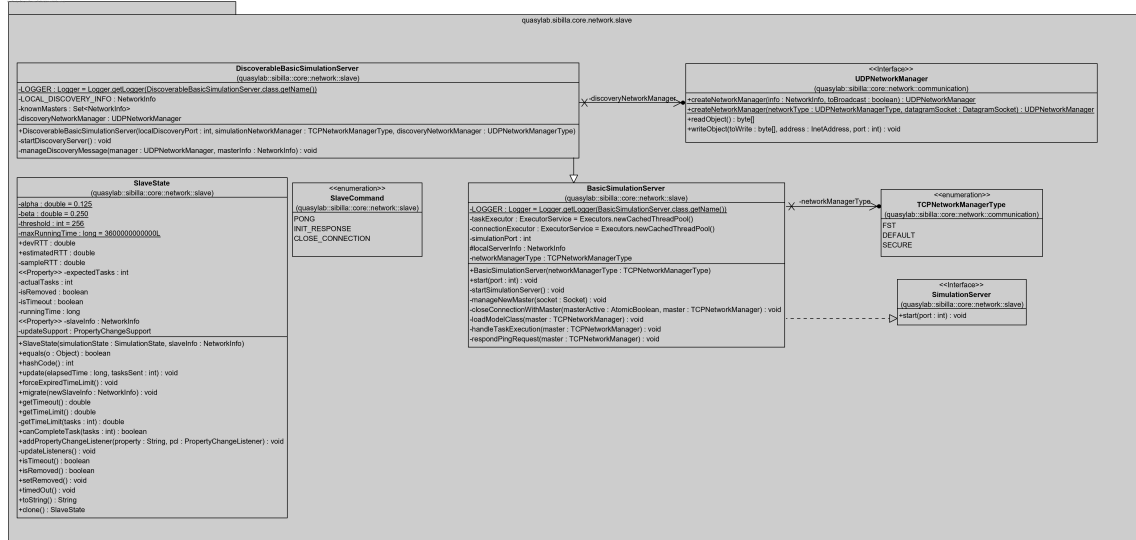 quasylab.sibilla.core.network.slave
DiscoverableBasicSimulationServer
(quasylab::sibilla::core::network::slave)
-LOGGER : Logger = Logger.getLogger(DiscoverableBasicSimulationServer.class.getName())
-LOCAL_DISCOVERY_INFO : NetworkInfo
-knownMasters : Set<NetworkInfo>
-discoveryNetworkManager : UDPNetworkManager
+DiscoverableBasicSimulationServer(localDiscoveryPort : int, simulationNetworkManager : TCPNetworkManagerType, discoveryNetworkManager : UDPNetworkManagerType)
-startDiscoveryServer() : void
-manageDiscoveryMessage(manager : UDPNetworkManager, masterInfo : NetworkInfo) : void
-discoveryNetworkManager
<<Interface>>
UDPNetworkManager
(quasylab::sibilla::core::network::communication)
+createNetworkManager(info : NetworkInfo, toBroadcast : boolean) : UDPNetworkManager
+createNetworkManager(networkType : UDPNetworkManagerType, datagramSocket : DatagramSocket) : UDPNetworkManager
+readObject() : byte[]
+writeObject(toWrite : byte[], address : InetAddress, port : int) : void
SlaveState
(quasylab::sibilla::core::network::slave)
-alpha : double = 0.125
-beta : double = 0.250
-threshold : int = 256
-maxRunningTime : long = 3600000000000L
+devRTT : double
+estimatedRTT : double
-sampleRTT : double
<<Property>> -expectedTasks : int
-actualTasks : int
-isRemoved : boolean
-isTimeout : boolean
-runningTime : long
<<Property>> -slaveInfo : NetworkInfo
-updateSupport : PropertyChangeSupport
+SlaveState(simulationState : SimulationState, slaveInfo : NetworkInfo)
+equals(o : Object) : boolean
+hashCode() : int
+update(elapsedTime : long, tasksSent : int) : void
+forceExpiredTimeLimit() : void
+migrate(newSlaveInfo : NetworkInfo) : void
+getTimeout() : double
+getTimeLimit() : double
-getTimeLimit(tasks : int) : double
+canCompleteTask(tasks : int) : boolean
+addPropertyChangeListener(property : String, pcl : PropertyChangeListener) : void
-updateListeners() : void
+isTimeout() : boolean
+isRemoved() : boolean
+setRemoved() : void
+timedOut() : void
+toString() : String
+clone() : SlaveState
<<enumeration>>
SlaveCommand
(quasylab::sibilla::core::network::slave)
PONG
INIT_RESPONSE
CLOSE_CONNECTION
BasicSimulationServer
(quasylab::sibilla::core::network::slave)
-LOGGER : Logger = Logger.getLogger(BasicSimulationServer.class.getName())
-taskExecutor : ExecutorService = Executors.newCachedThreadPool()
-connectionExecutor : ExecutorService = Executors.newCachedThreadPool()
-simulationPort : int
#localServerInfo : NetworkInfo
-networkManagerType : TCPNetworkManagerType
+BasicSimulationServer(networkManagerType : TCPNetworkManagerType)
+start(port : int) : void
-startSimulationServer() : void
-manageNewMaster(socket : Socket) : void
-closeConnectionWithMaster(masterActive : AtomicBoolean, master : TCPNetworkManager) : void
-loadModelClass(master : TCPNetworkManager) : void
-handleTaskExecution(master : TCPNetworkManager) : void
-respondPingRequest(master : TCPNetworkManager) : void
-networkManagerType
<<enumeration>>
TCPNetworkManagerType
(quasylab::sibilla::core::network::communication)
FST
DEFAULT
SECURE
<<Interface>>
SimulationServer
(quasylab::sibilla::core::network::slave)
+start(port : int) : void